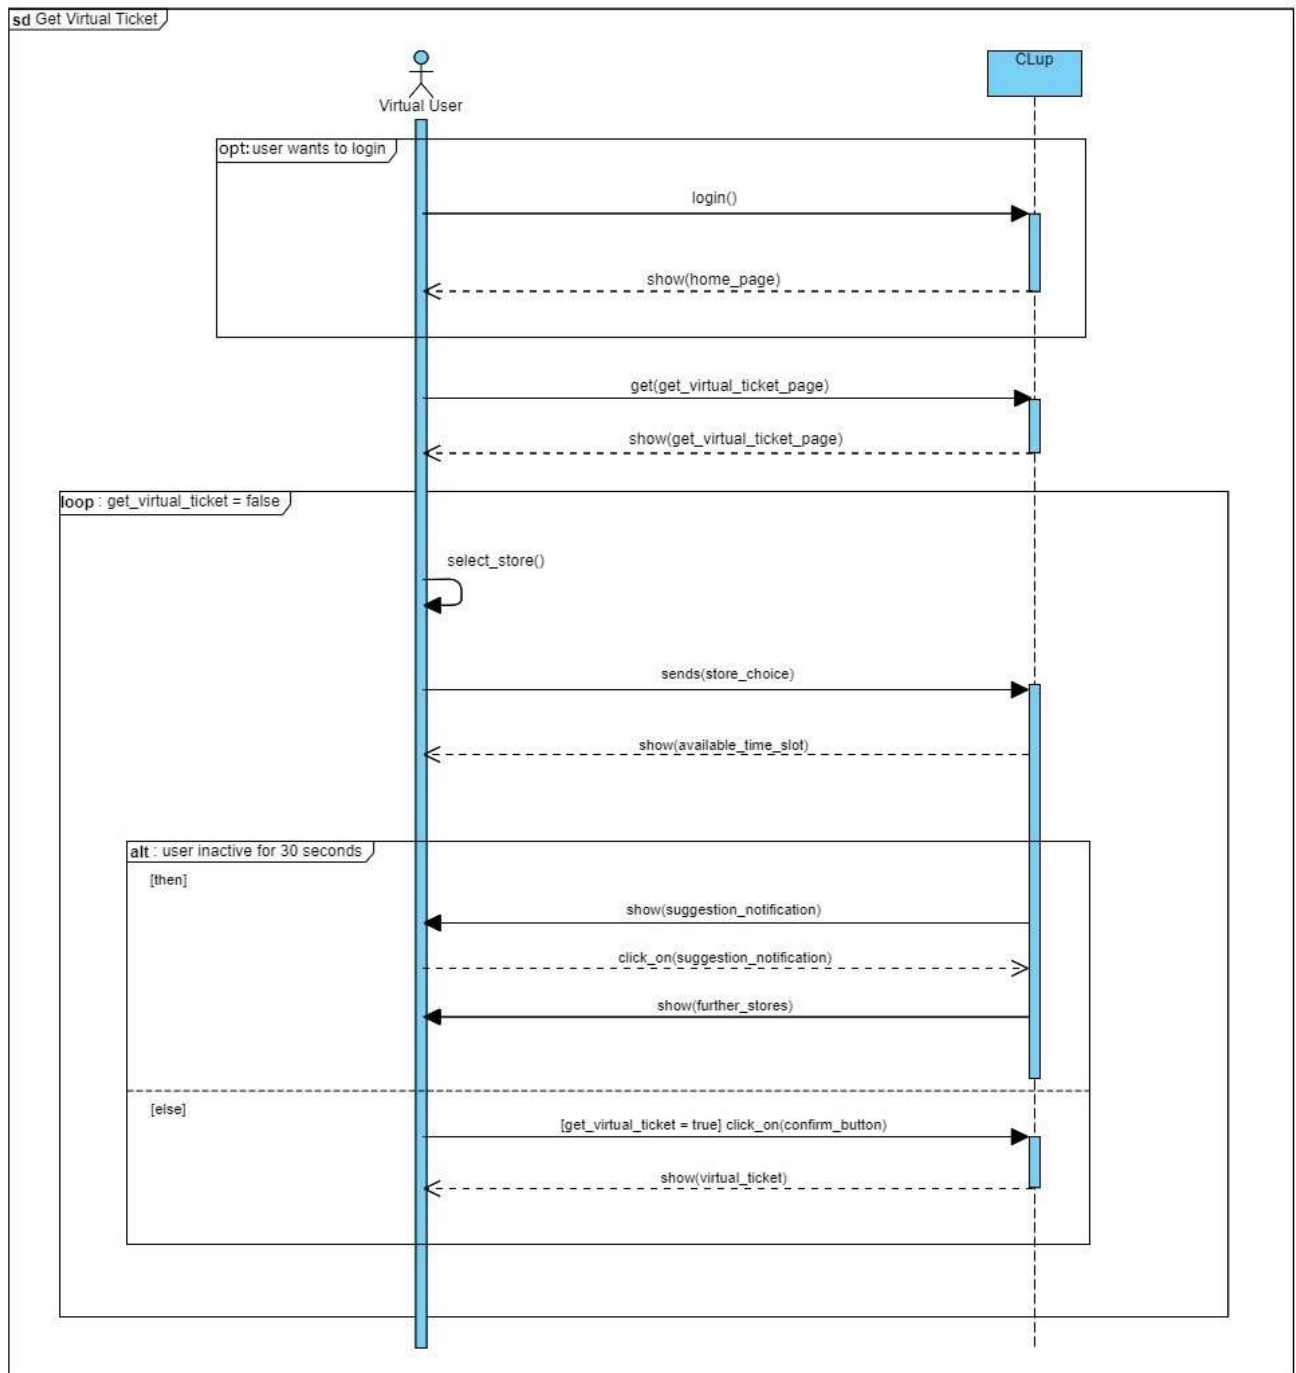 sd Get Virtual Ticket
CLup
Virtual User
opt: user wants to login
login()
show(home_page)
get(get_virtual_ticket_page)
show(get_virtual_ticket_page)
loop : get_virtual_ticket = false
select_store()
sends(store_choice)
show(available_time_slot)
alt : user inactive for 30 seconds
[then]
show(suggestion_notification)
click_on(suggestion_notification)
show(further_stores)
[else]
[get_virtual_ticket = true] click_on(confirm_button)
show(virtual_ticket)